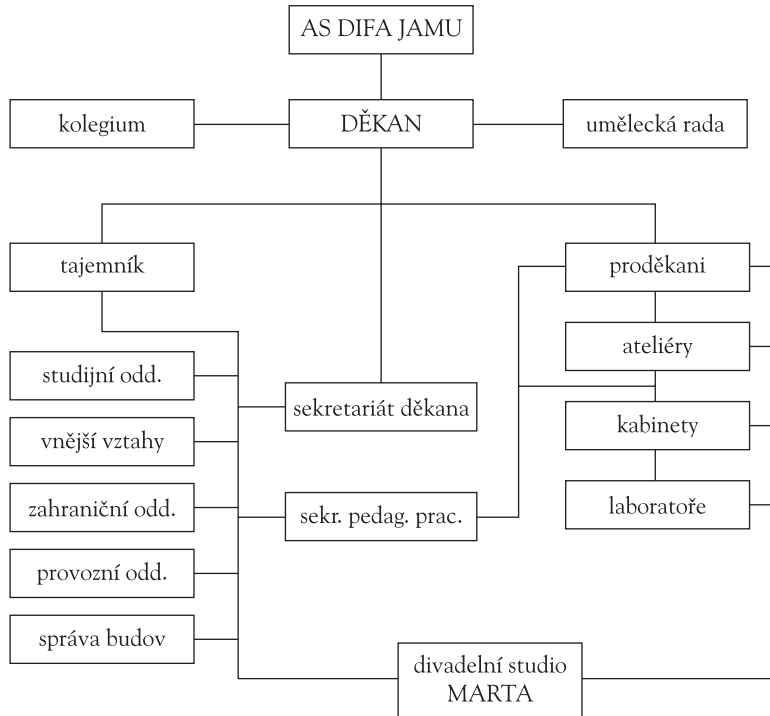 AS DIFA JAMU
kolegium
DĚKAN
umělecká rada
tajemník
proděkani
studijní odd.
ateliéry
sekretariát děkana
vnější vztahy
kabinety
zahraniční odd.
sekr. pedag. prac.
laboratoře
provozní odd.
správa budov
divadelní studio
MARTA